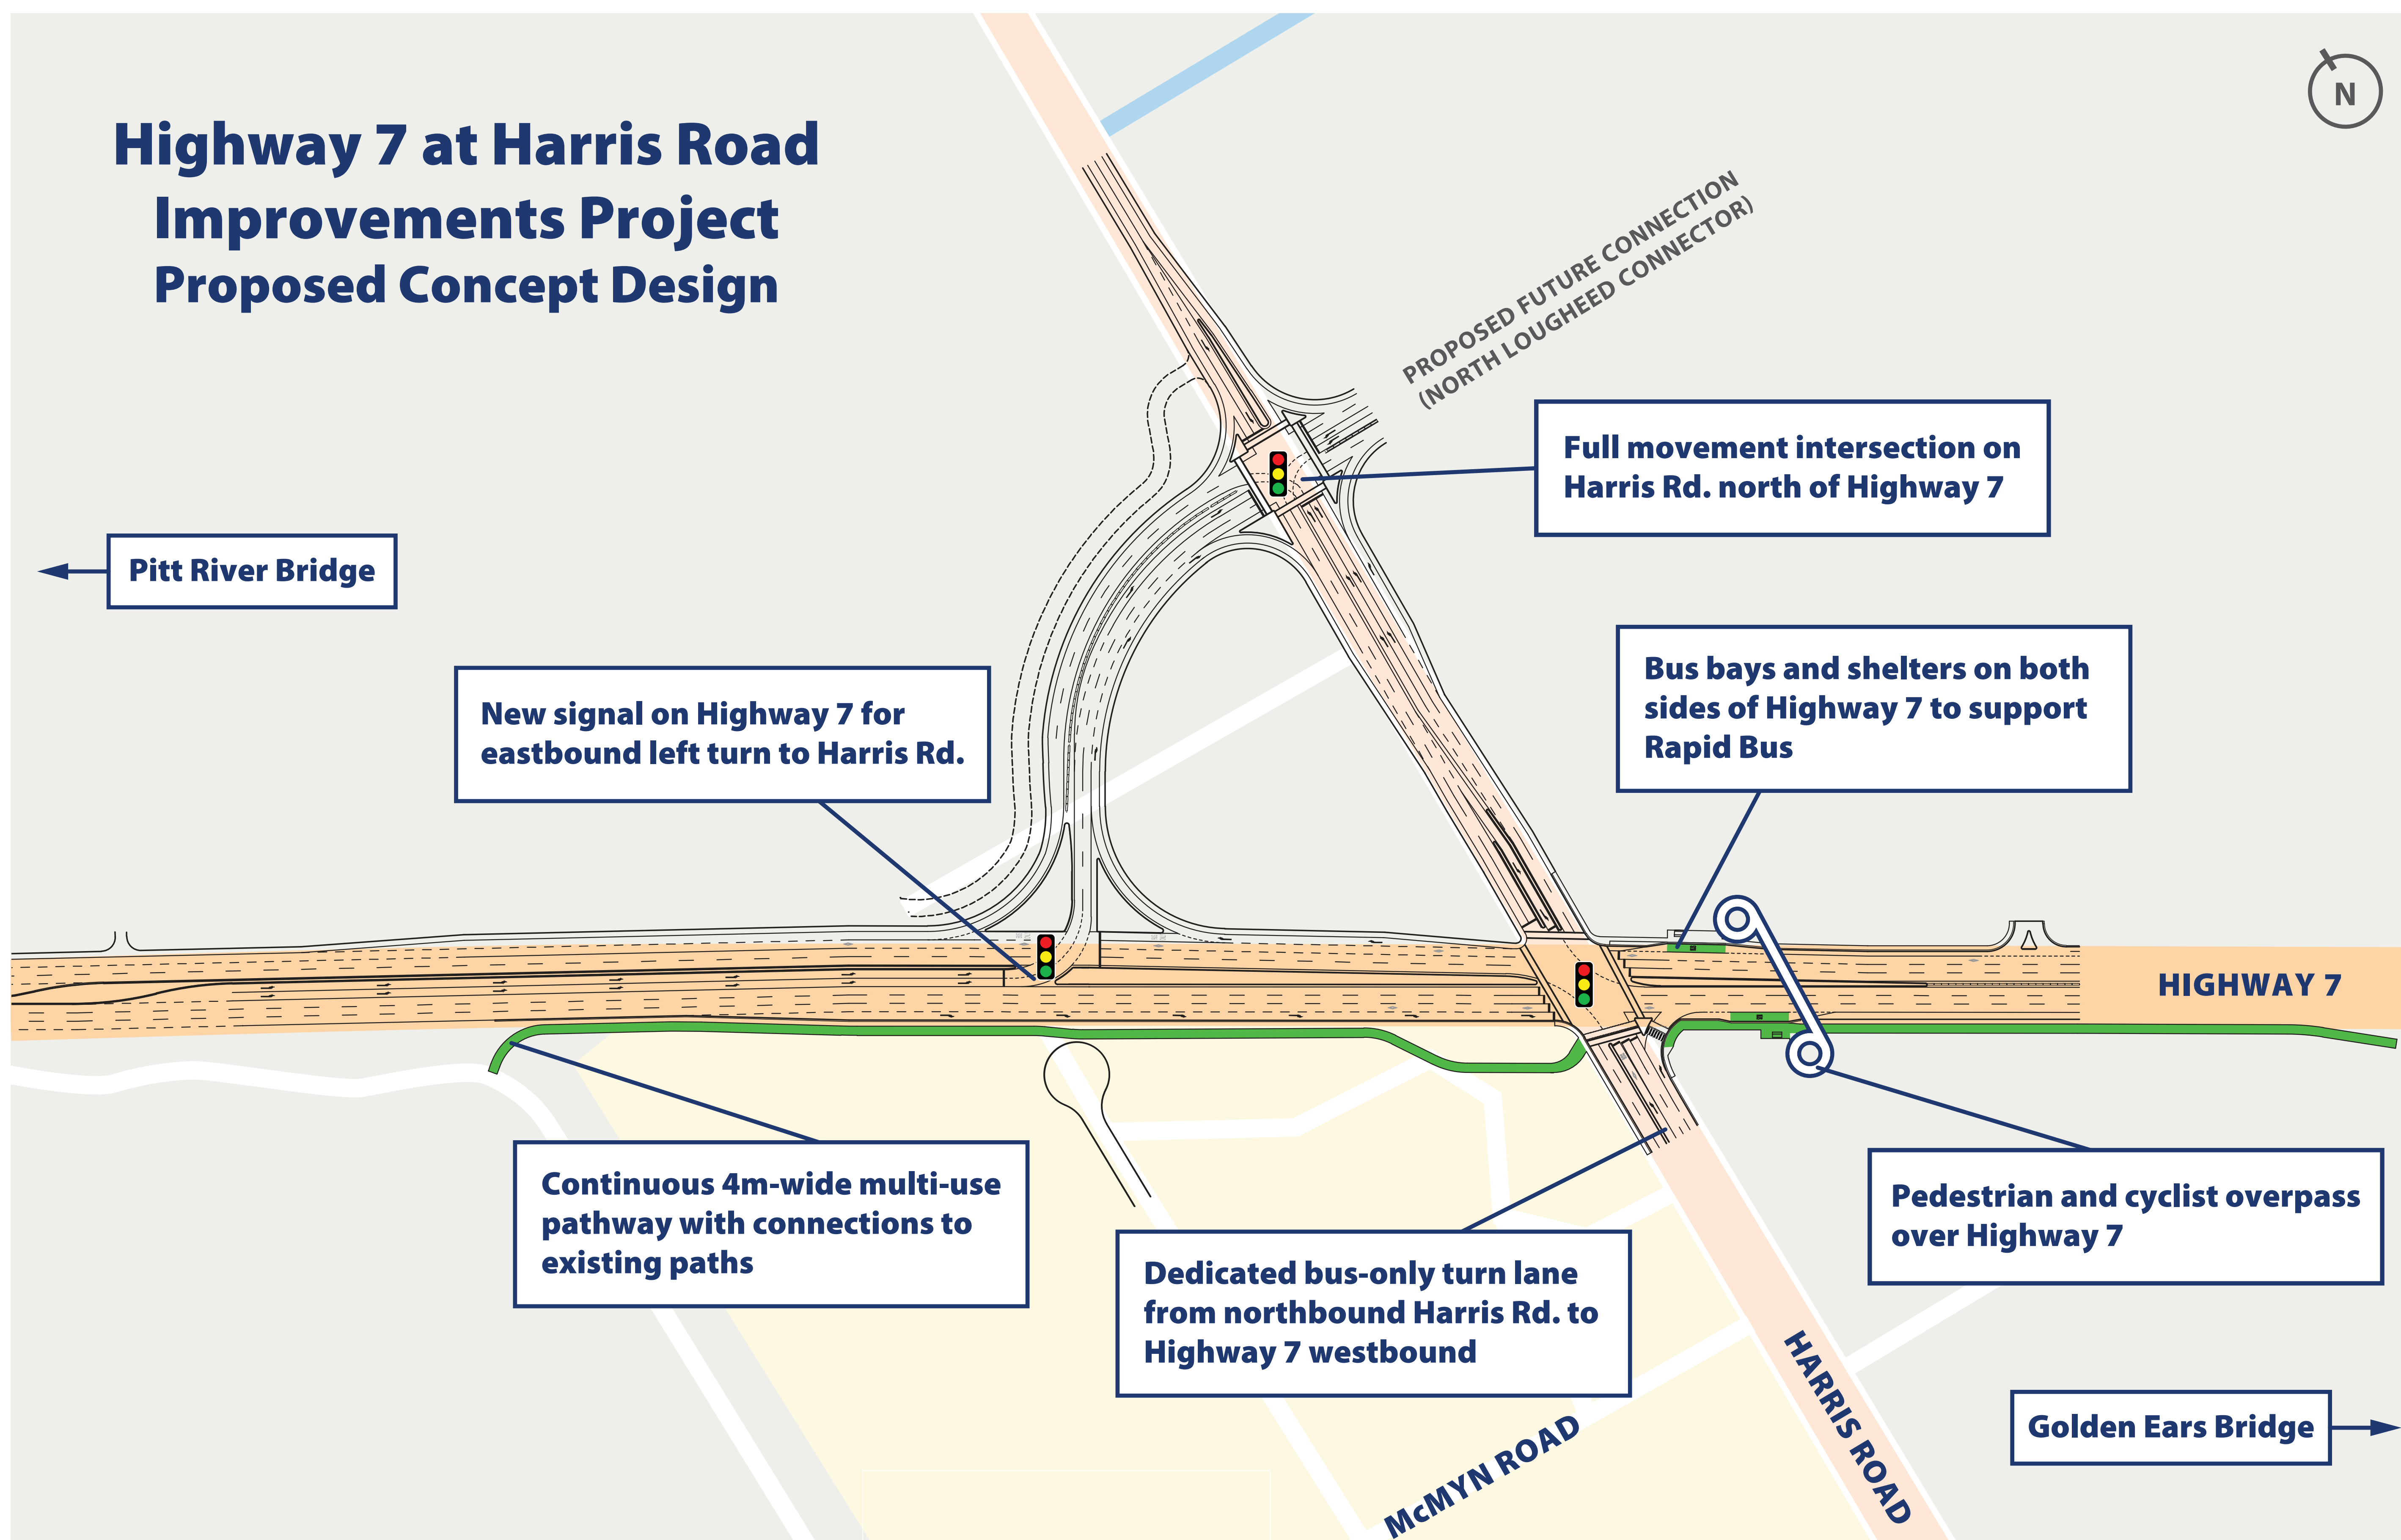 Highway 7 at Harris Road
Improvements Project
Proposed Concept Design
N
PROPOSED FUTURE CONNECTION
(NORTH LOUGHEED CONNECTOR)
Full movement intersection on
Harris Rd. north of Highway 7
Pitt River Bridge
Bus bays and shelters on both
sides of Highway 7 to support
Rapid Bus
New signal on Highway 7 for
eastbound left turn to Harris Rd.
HIGHWAY 7
Continuous 4m-wide multi-use
pathway with connections to
existing paths
Pedestrian and cyclist overpass
over Highway 7
Dedicated bus-only turn lane
from northbound Harris Rd. to
Highway 7 westbound
HARRIS ROAD
Golden Ears Bridge
McMYN ROAD